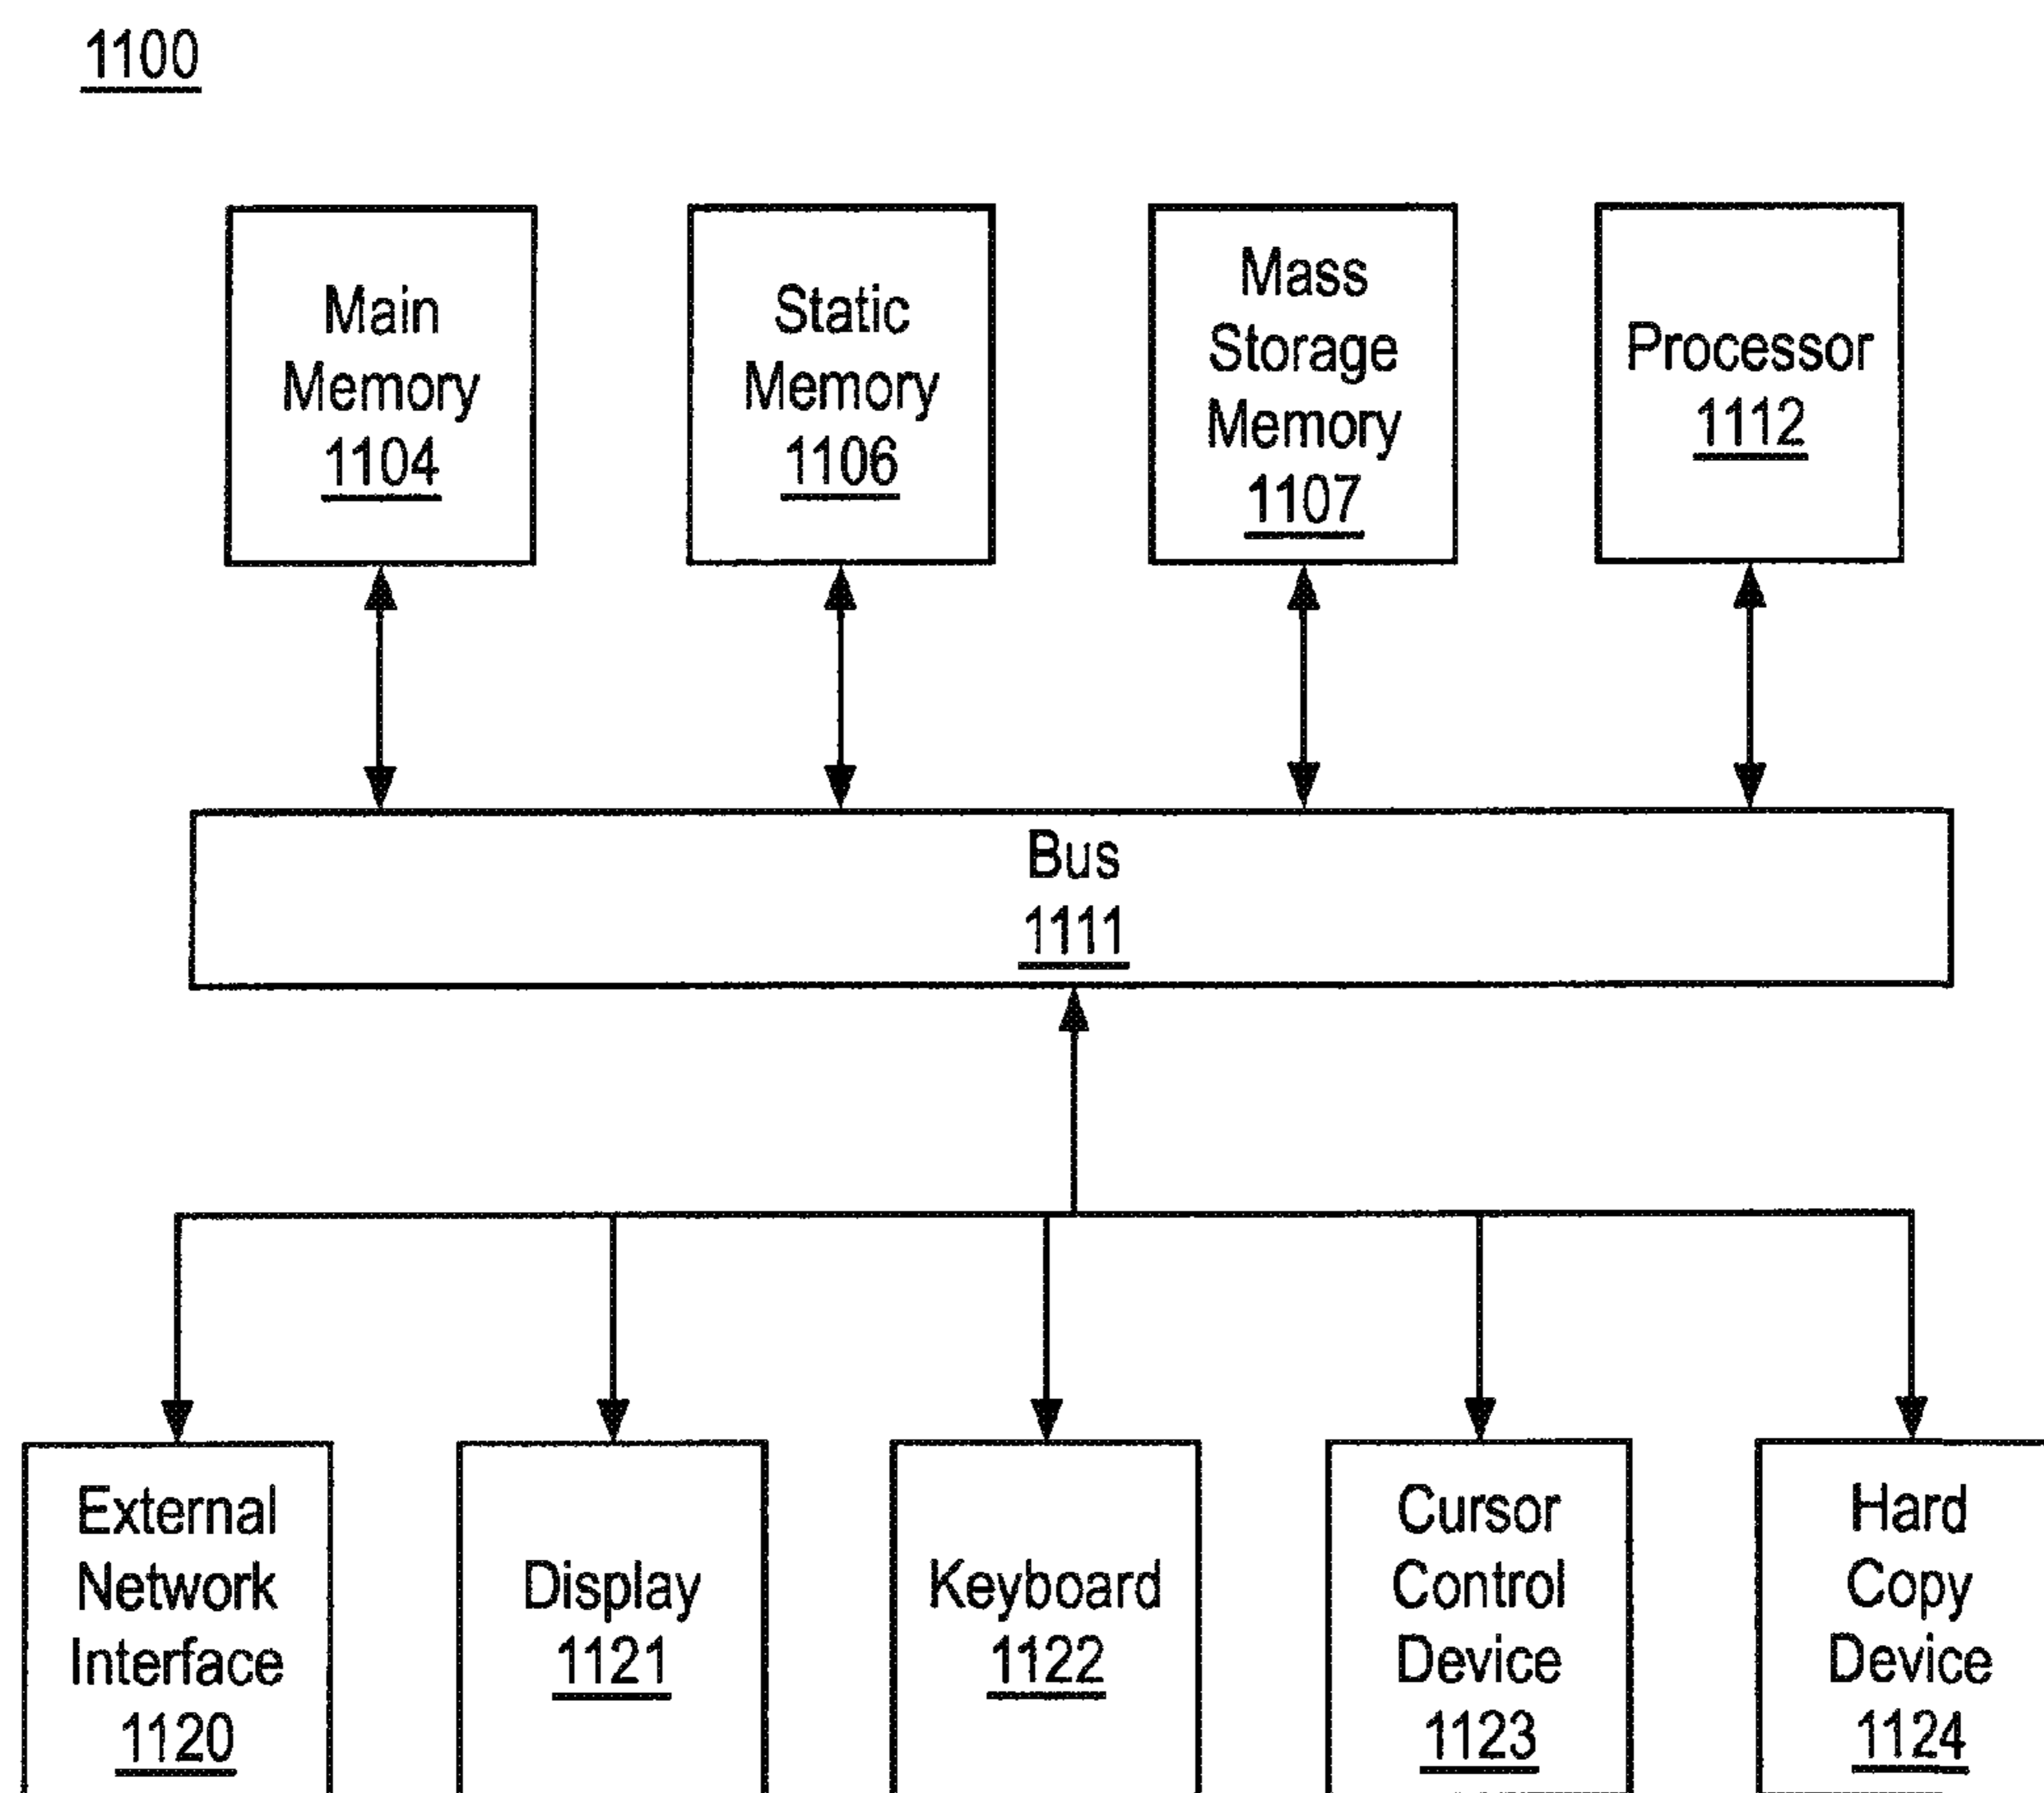 1100
Main
Memory
1104
Static
Memory
1106
Mass
Storage
Memory
1107
Processor
1112
Bus
1111
External
Network
Interface
1120
Display
1121
Keyboard
1122
Cursor
Control
Device
1123
Hard
Copy
Device
1124